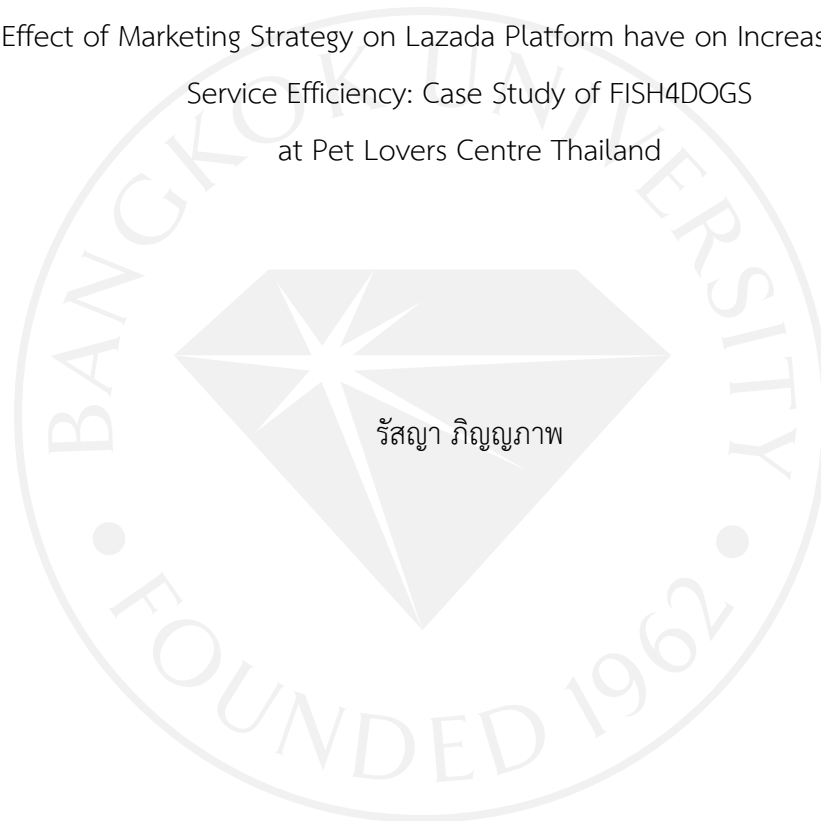 Effect of Marketing Strategy on Lazada Platform have on Increas
Service Efficiency: Case Study of FISH4DOGS
at Pet Lovers Centre Thailand
รัสญา ภิญญภาพ
BANGKOK UNIVERSITY
• FOUNDED 1962 •